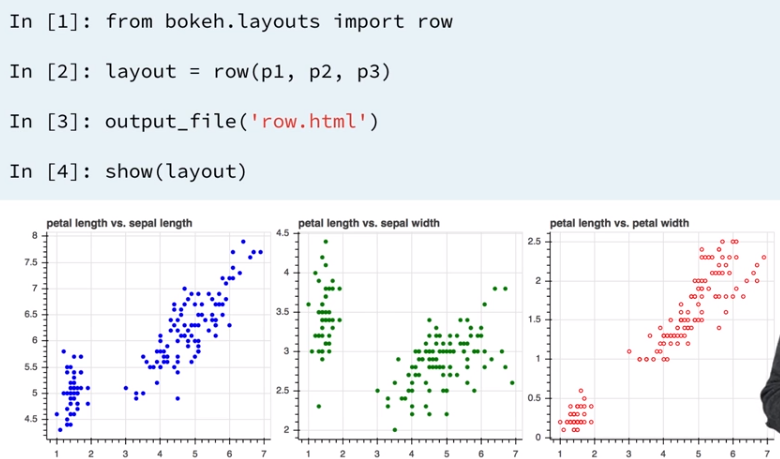 In [1]: from bokeh.layouts import row
In [2]: layout = row(p1, p2, p3)
In [3]: output_file('row.html')
In [4]: show(layout)
petal length vs. sepal length
8
7.5
7
6.5
6
5.5
5
4.5
1 2 3 4 5 6 7
petal length vs. sepal width
4.5
4
3.5
3
2.5
2
1 2 3 4 5 6 7
petal length vs. petal width
2.5
2
1.5
1
0.5
0
1 2 3 4 5 6 7